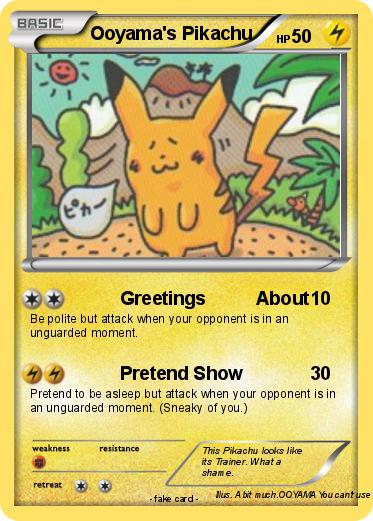 BASIC
Ooyama's Pikachu HP 50
ピカー
Greetings About10
Be polite but attack when your opponent is in an
unguarded moment.
Pretend Show 30
Pretend to be asleep but attack when your opponent is in
an unguarded moment. (Sneaky of you.)
weakness resistance
retreat
This Pikachu looks like
its Trainer. What a
shame.
- fake card -
Illus. A bit much.OOYAMA You can't use